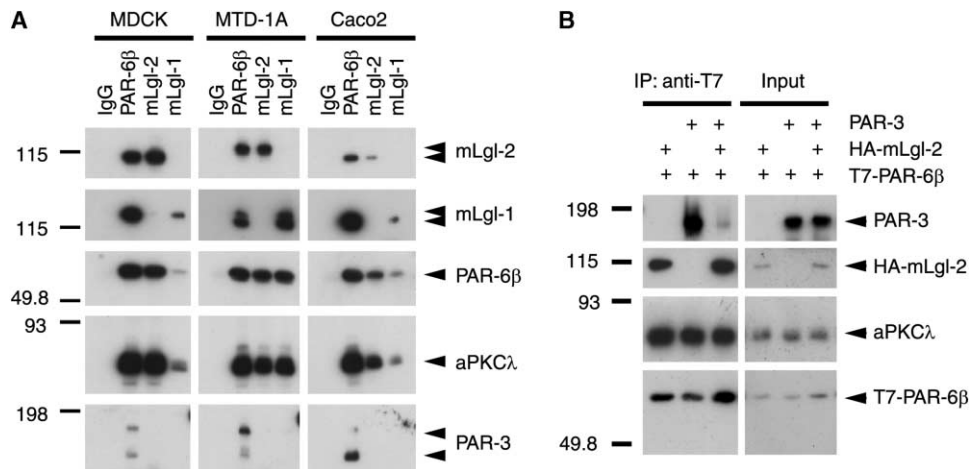 A
MDCK MTD-1A Caco2
IgG PAR-6β mLgl-2 mLgl-1 IgG PAR-6β mLgl-2 mLgl-1 IgG PAR-6β mLgl-2 mLgl-1
115 mLgl-2
115 mLgl-1
PAR-6β
49.8
93
aPKCλ
198
PAR-3
B
IP: anti-T7 Input
+ + + + PAR-3
+ + + + HA-mLgl-2
+ + + + + + T7-PAR-6β
198 PAR-3
115 HA-mLgl-2
93
aPKCλ
T7-PAR-6β
49.8